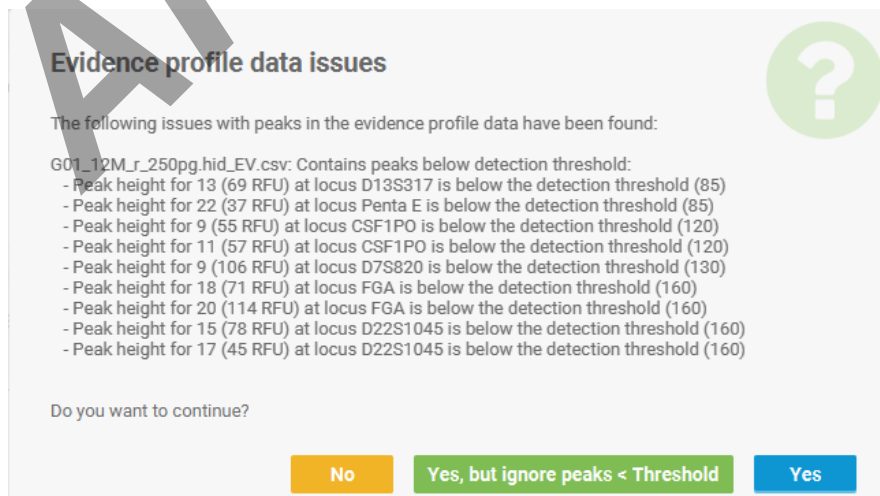 Evidence profile data issues
The following issues with peaks in the evidence profile data have been found:
G01_12M_r_250pg.hid_EV.csv: Contains peaks below detection threshold:
- Peak height for 13 (69 RFU) at locus D13S317 is below the detection threshold (85)
- Peak height for 22 (37 RFU) at locus Penta E is below the detection threshold (85)
- Peak height for 9 (55 RFU) at locus CSF1PO is below the detection threshold (120)
- Peak height for 11 (57 RFU) at locus CSF1PO is below the detection threshold (120)
- Peak height for 9 (106 RFU) at locus D7S820 is below the detection threshold (130)
- Peak height for 18 (71 RFU) at locus FGA is below the detection threshold (160)
- Peak height for 20 (114 RFU) at locus FGA is below the detection threshold (160)
- Peak height for 15 (78 RFU) at locus D22S1045 is below the detection threshold (160)
- Peak height for 17 (45 RFU) at locus D22S1045 is below the detection threshold (160)
Do you want to continue?
No
Yes, but ignore peaks < Threshold
Yes